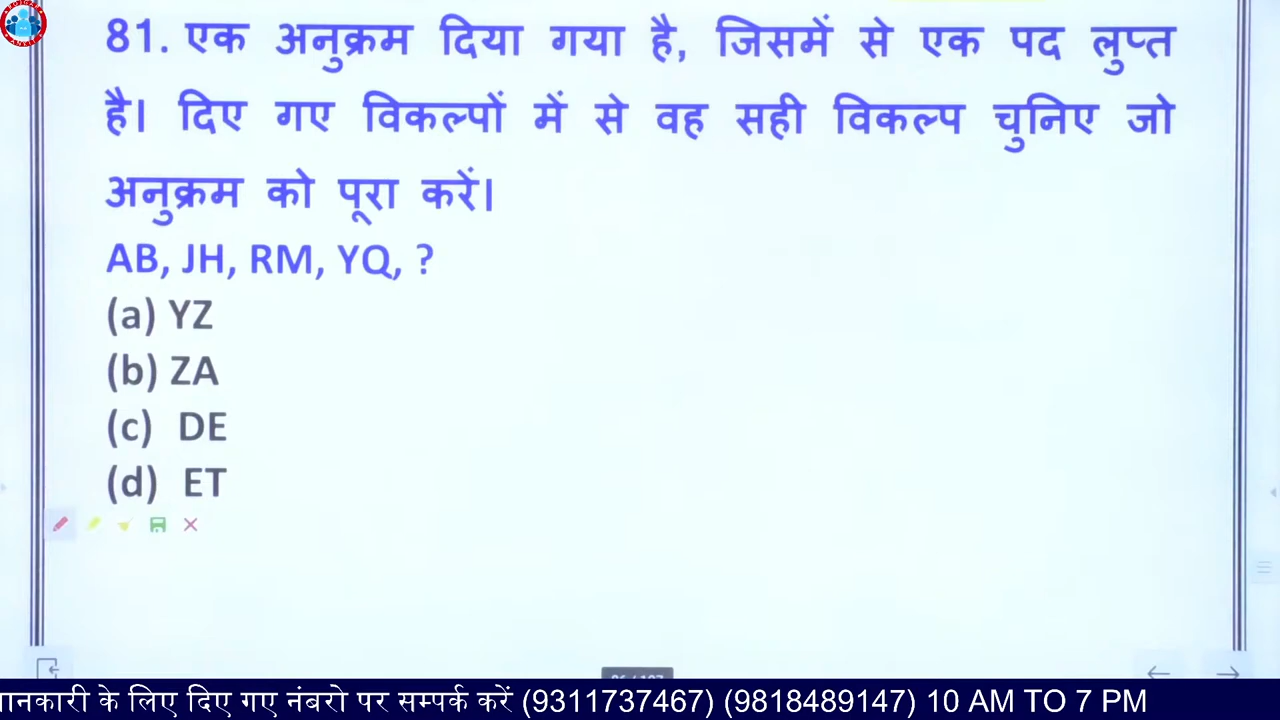 81. एक अनुक्रम दिया गया है, जिसमें से एक पद लुप्त
है। दिए गए विकल्पों में से वह सही विकल्प चुनिए जो
अनुक्रम को पूरा करें।
AB, JH, RM, YQ, ?
(a) YZ
(b) ZA
(c) DE
(d) ET
ानकारी के लिए दिए गए नंबरो पर सम्पर्क करें (9311737467) (9818489147) 10 AM TO 7 PM